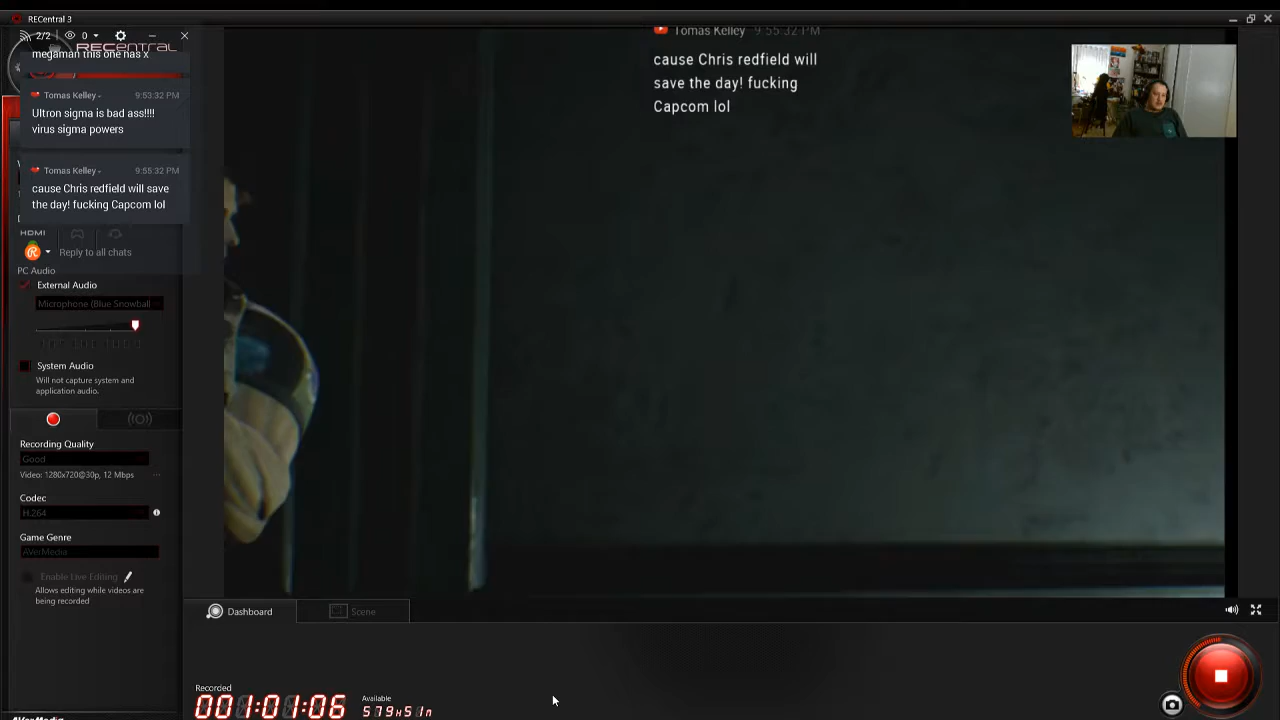 RECentral 3
2/2 0
RECENTRAL
megaman this one has x
Tomas Kelley 9:53:32 PM
Ultron sigma is bad ass!!!!
virus sigma powers
Tomas Kelley 9:55:32 PM
cause Chris redfield will save
the day! fucking Capcom lol
HDMI
Reply to all chats
PC Audio
External Audio
Microphone (Blue Snowball
System Audio
Will not capture system and
application audio.
Recording Quality
Good
Video: 1280x720@30p, 12 Mbps ...
Codec
H.264
Game Genre
AVerMedia
Enable Live Editing
Allows editing while videos are
being recorded
AVerMedia
Tomas Kelley 9:55:32 PM
cause Chris redfield will
save the day! fucking
Capcom lol
Dashboard
Scene
Recorded
001:01:06
Available
579H51M